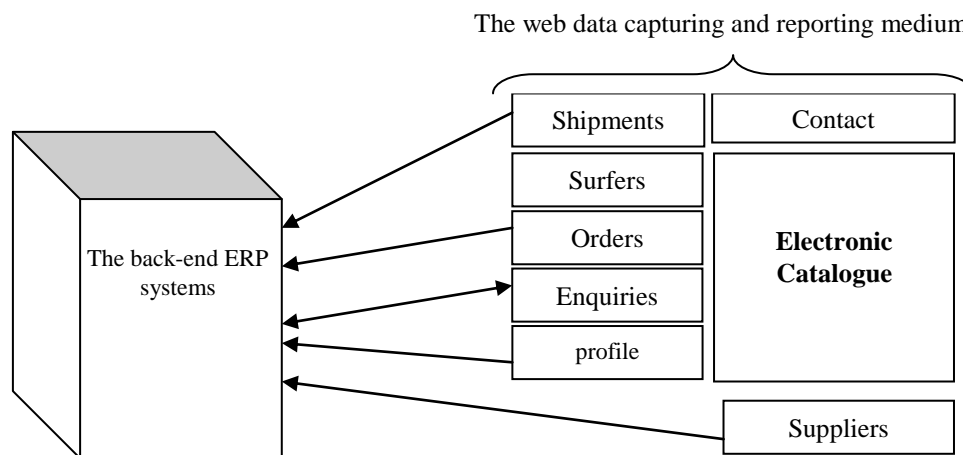 The web data capturing and reporting medium
Shipments
Contact
Surfers
Orders
Electronic
Catalogue
The back-end ERP
systems
Enquiries
profile
Suppliers